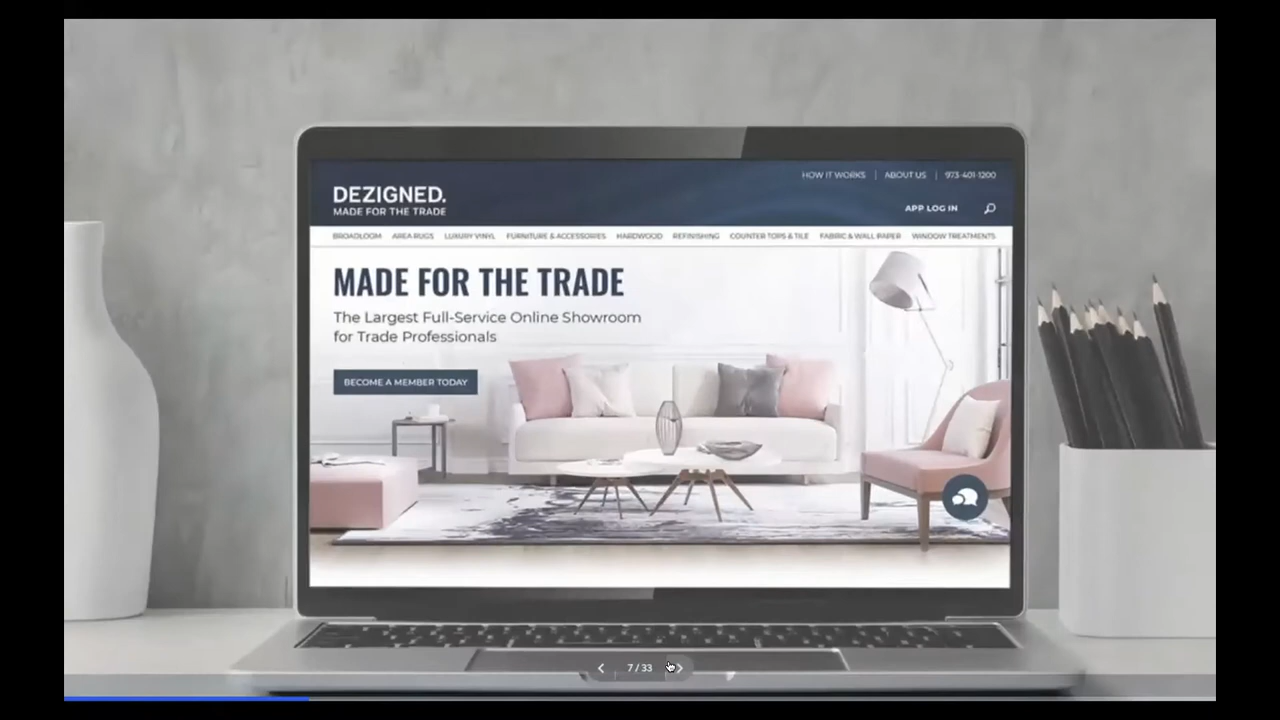 HOW IT WORKS | ABOUT US | 973-401-1200
DEZIGNED.
MADE FOR THE TRADE
APP LOG IN
BROADLOOM AREA RUGS LUXURY VINYL FURNITURE & ACCESSORIES HARDWOOD REFINISHING COUNTER TOPS & TILE FABRIC & WALL PAPER WINDOW TREATMENTS
MADE FOR THE TRADE
The Largest Full-Service Online Showroom
for Trade Professionals
BECOME A MEMBER TODAY
7 / 33